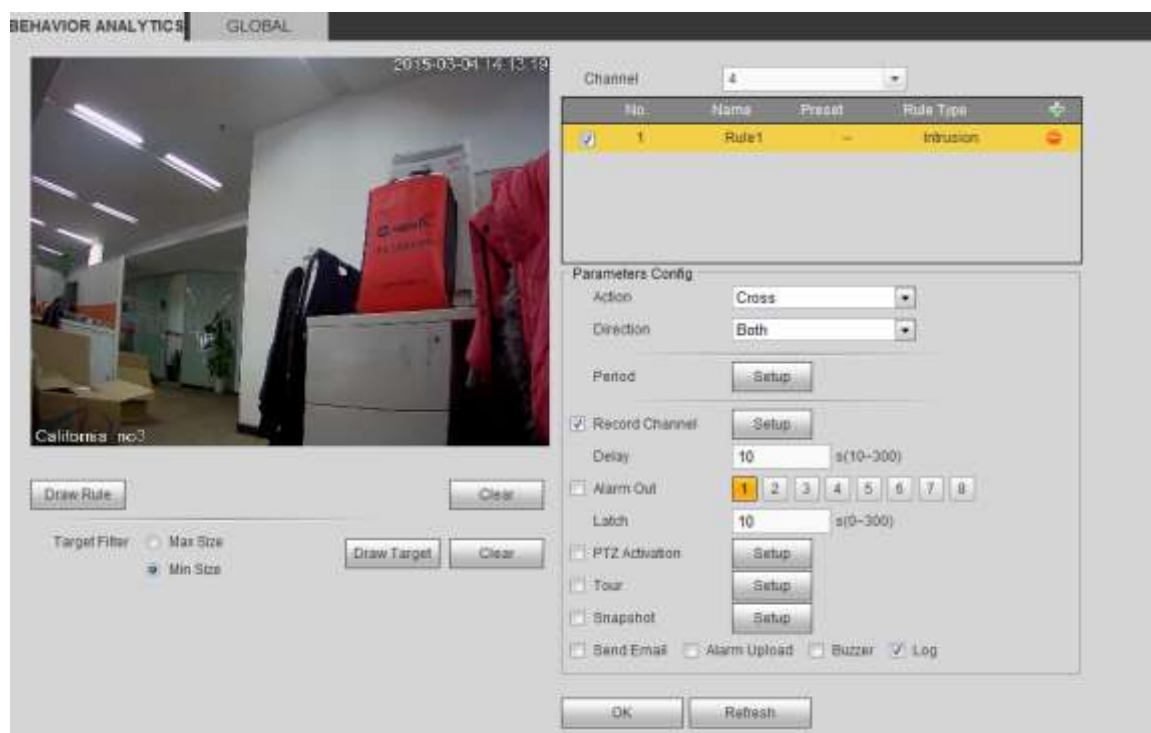 BEHAVIOR ANALYTICS GLOBAL
2015-03-04 14:13:19
California no3
Draw Rule Clear
Target Filter Max Size
Min Size
Draw Target Clear
Channel 4
No. Name Preset Rule Type
1 Rule1 -- Intrusion
Parameters Config
Action Cross
Direction Both
Period Setup
Record Channel Setup
Delay 10 s(10~300)
Alarm Out 1 2 3 4 5 6 7 8
Latch 10 s(0~300)
PTZ Activation Setup
Tour Setup
Snapshot Setup
Send Email Alarm Upload Buzzer Log
OK Refresh